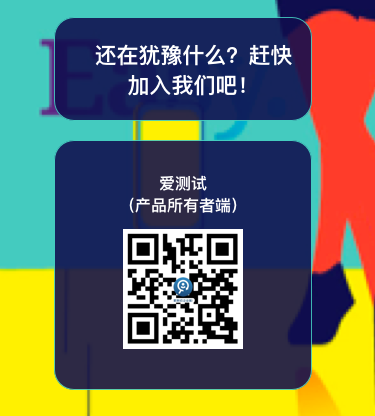 还在犹豫什么？赶快
加入我们吧！
爱测试
（产品所有者端）